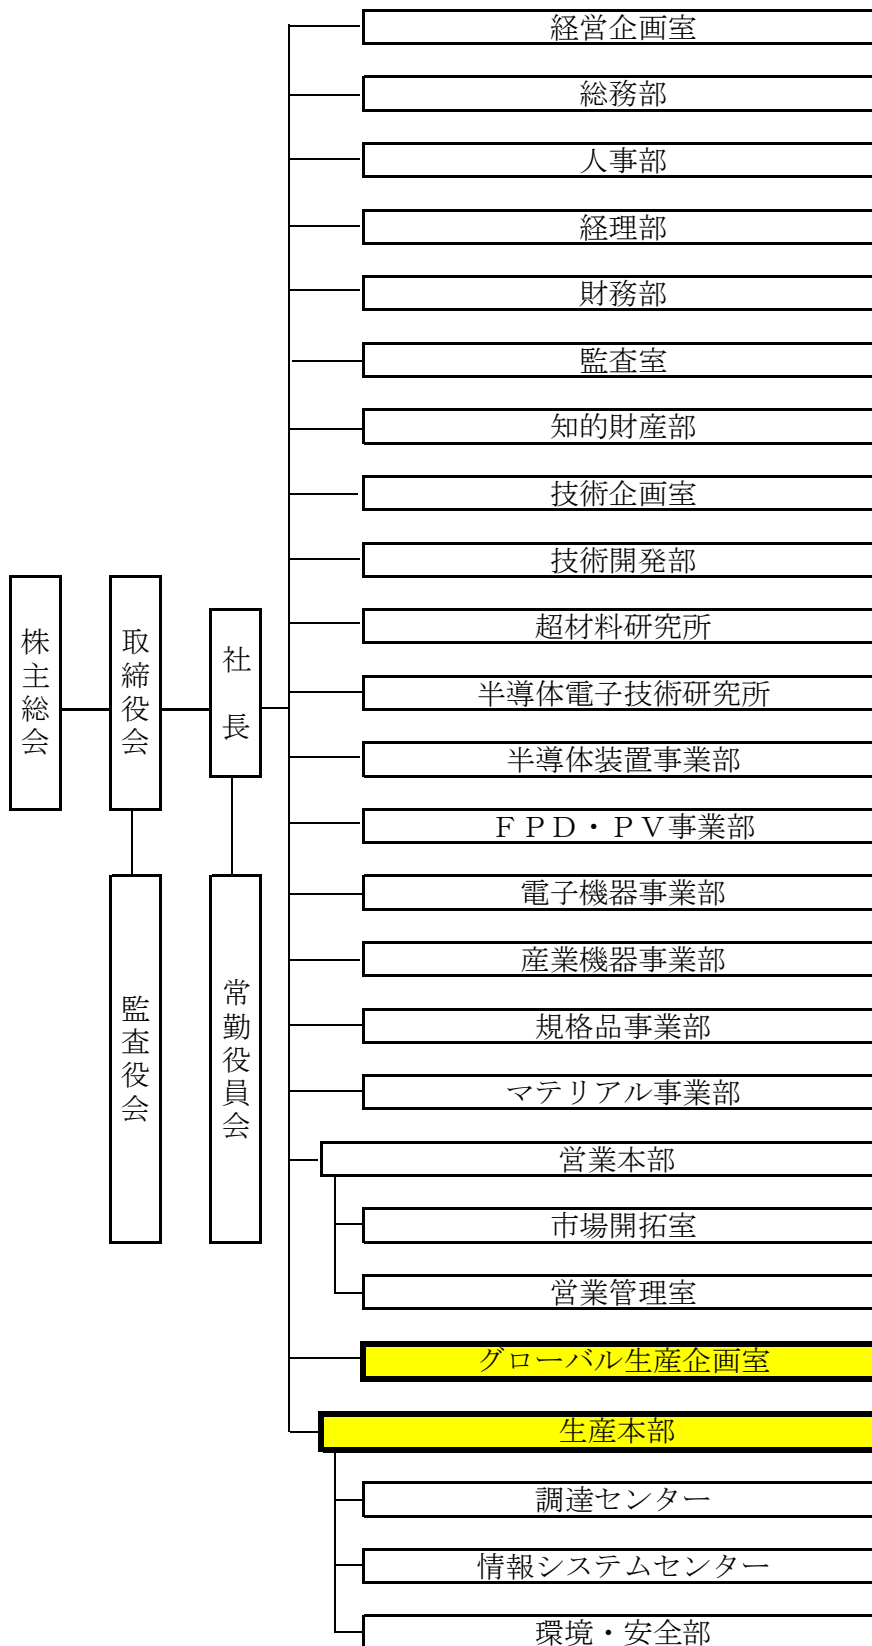 株主総会
取締役会
監査役会
社長
常勤役員会
経営企画室
総務部
人事部
経理部
財務部
監査室
知的財産部
技術企画室
技術開発部
超材料研究所
半導体電子技術研究所
半導体装置事業部
ＦＰＤ・ＰＶ事業部
電子機器事業部
産業機器事業部
規格品事業部
マテリアル事業部
営業本部
市場開拓室
営業管理室
グローバル生産企画室
生産本部
調達センター
情報システムセンター
環境・安全部